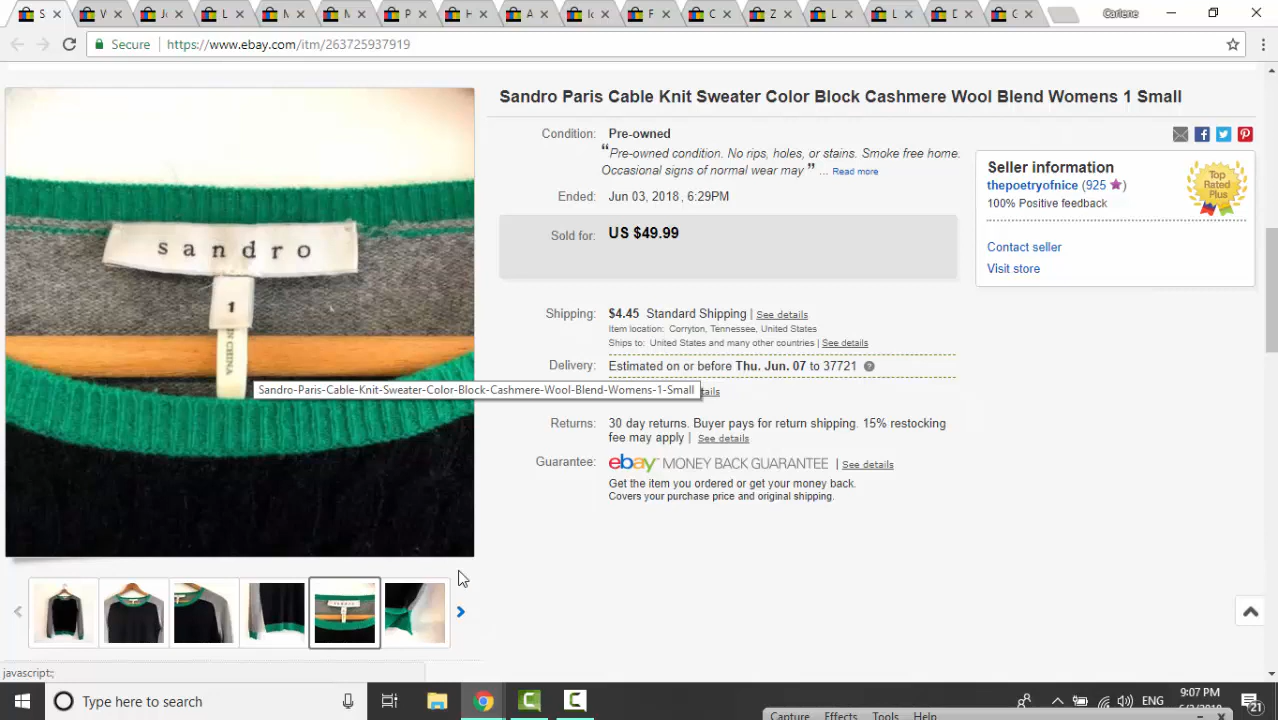 S
V
J
L
M
M
P
H
A
Ic
F
C
Z
L
L
D
C
Carlene
Secure
https://www.ebay.com/itm/263725937919
Sandro Paris Cable Knit Sweater Color Block Cashmere Wool Blend Womens 1 Small
Condition: Pre-owned
“Pre-owned condition. No rips, holes, or stains. Smoke free home.
Occasional signs of normal wear may ” ... Read more
Ended: Jun 03, 2018 , 6:29PM
Sold for: US $49.99
Shipping: $4.45 Standard Shipping | See details
Item location: Corryton, Tennessee, United States
Ships to: United States and many other countries | See details
Delivery: Estimated on or before Thu. Jun. 07 to 37721
Returns: 30 day returns. Buyer pays for return shipping. 15% restocking
fee may apply | See details
Guarantee: ebay MONEY BACK GUARANTEE | See details
Get the item you ordered or get your money back.
Covers your purchase price and original shipping.
Seller information
thepoetryofnice (925 )
100% Positive feedback
Contact seller
Visit store
Top
Rated
Plus
sandro
1
IN CHINA
Sandro-Paris-Cable-Knit-Sweater-Color-Block-Cashmere-Wool-Blend-Womens-1-Small
javascript:;
Type here to search
ENG
9:07 PM
21
Capture Effects Tools Help